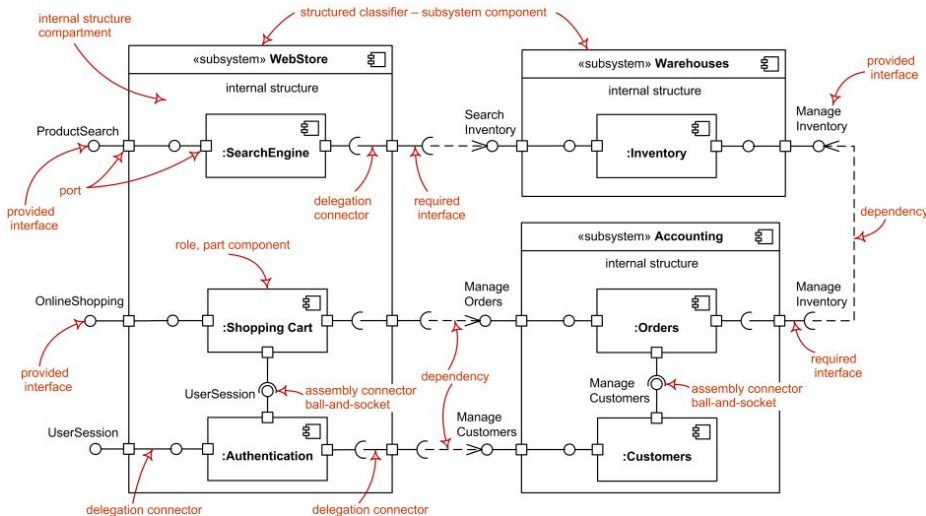 structured classifier – subsystem component
internal structure
compartment
«subsystem» WebStore
internal structure
«subsystem» Warehouses
internal structure
provided
interface
ProductSearch
:SearchEngine
Search
Inventory
:Inventory
Manage
Inventory
port
provided
interface
delegation
connector
required
interface
dependency
role, part component
«subsystem» Accounting
internal structure
OnlineShopping
:Shopping Cart
Manage
Orders
:Orders
Manage
Inventory
provided
interface
dependency
required
interface
UserSession
assembly connector
ball-and-socket
Manage
Customers
assembly connector
ball-and-socket
UserSession
:Authentication
Manage
Customers
:Customers
delegation connector
delegation connector